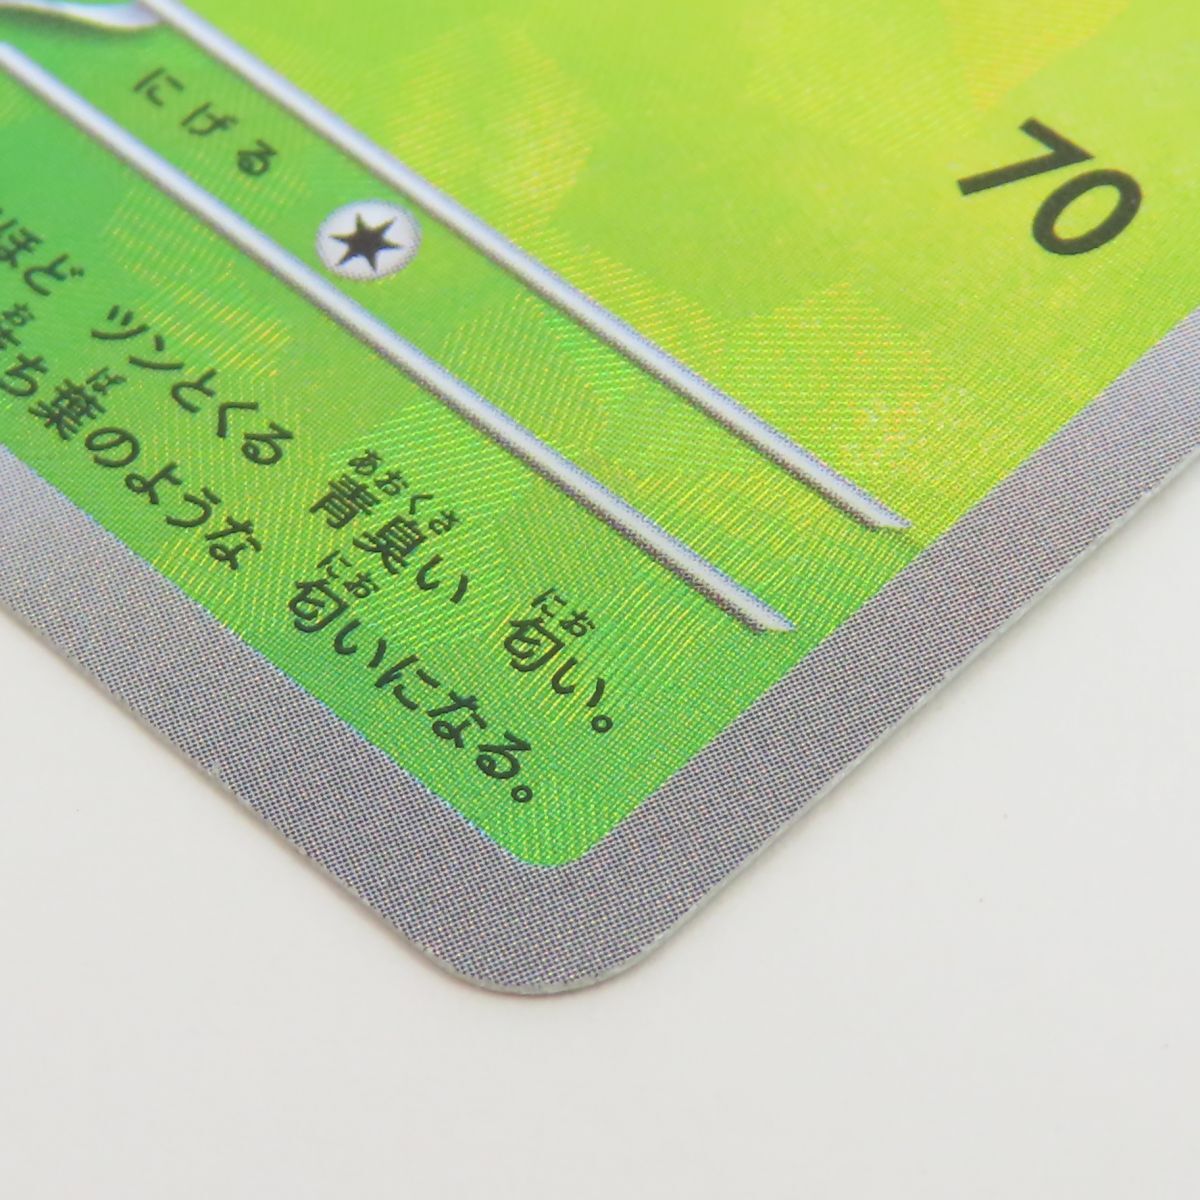 70
にげる
ほど ツンとくる 青臭い 匂い。
ち葉のような 匂いになる。